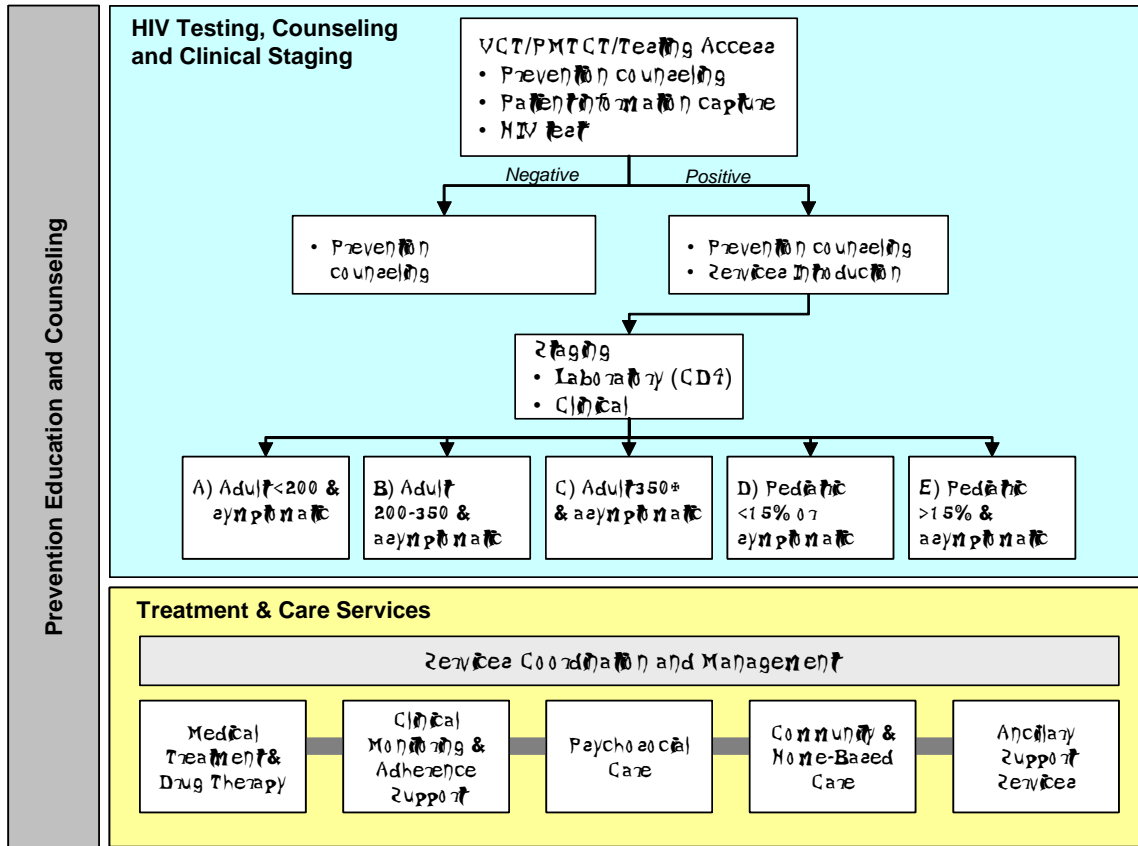 Prevention Education and Counseling
HIV Testing, Counseling
and Clinical Staging
VCT/PMTCT/Testing Access
• Prevention counseling
• Patient information capture
• HIV test
Negative
Positive
• Prevention
counseling
• Prevention counseling
• Services Introduction
Staging
• Laboratory (CD4)
• Clinical
A) Adult <200 &
symptomatic
B) Adult
200-350 &
asymptomatic
C) Adult 350+
& asymptomatic
D) Pediatric
<15% or
symptomatic
E) Pediatric
>15% &
asymptomatic
Treatment & Care Services
Services Coordination and Management
Medical
Treatment &
Drug Therapy
Clinical
Monitoring &
Adherence
Support
Psychosocial
Care
Community &
Home-Based
Care
Ancillary
Support
Services